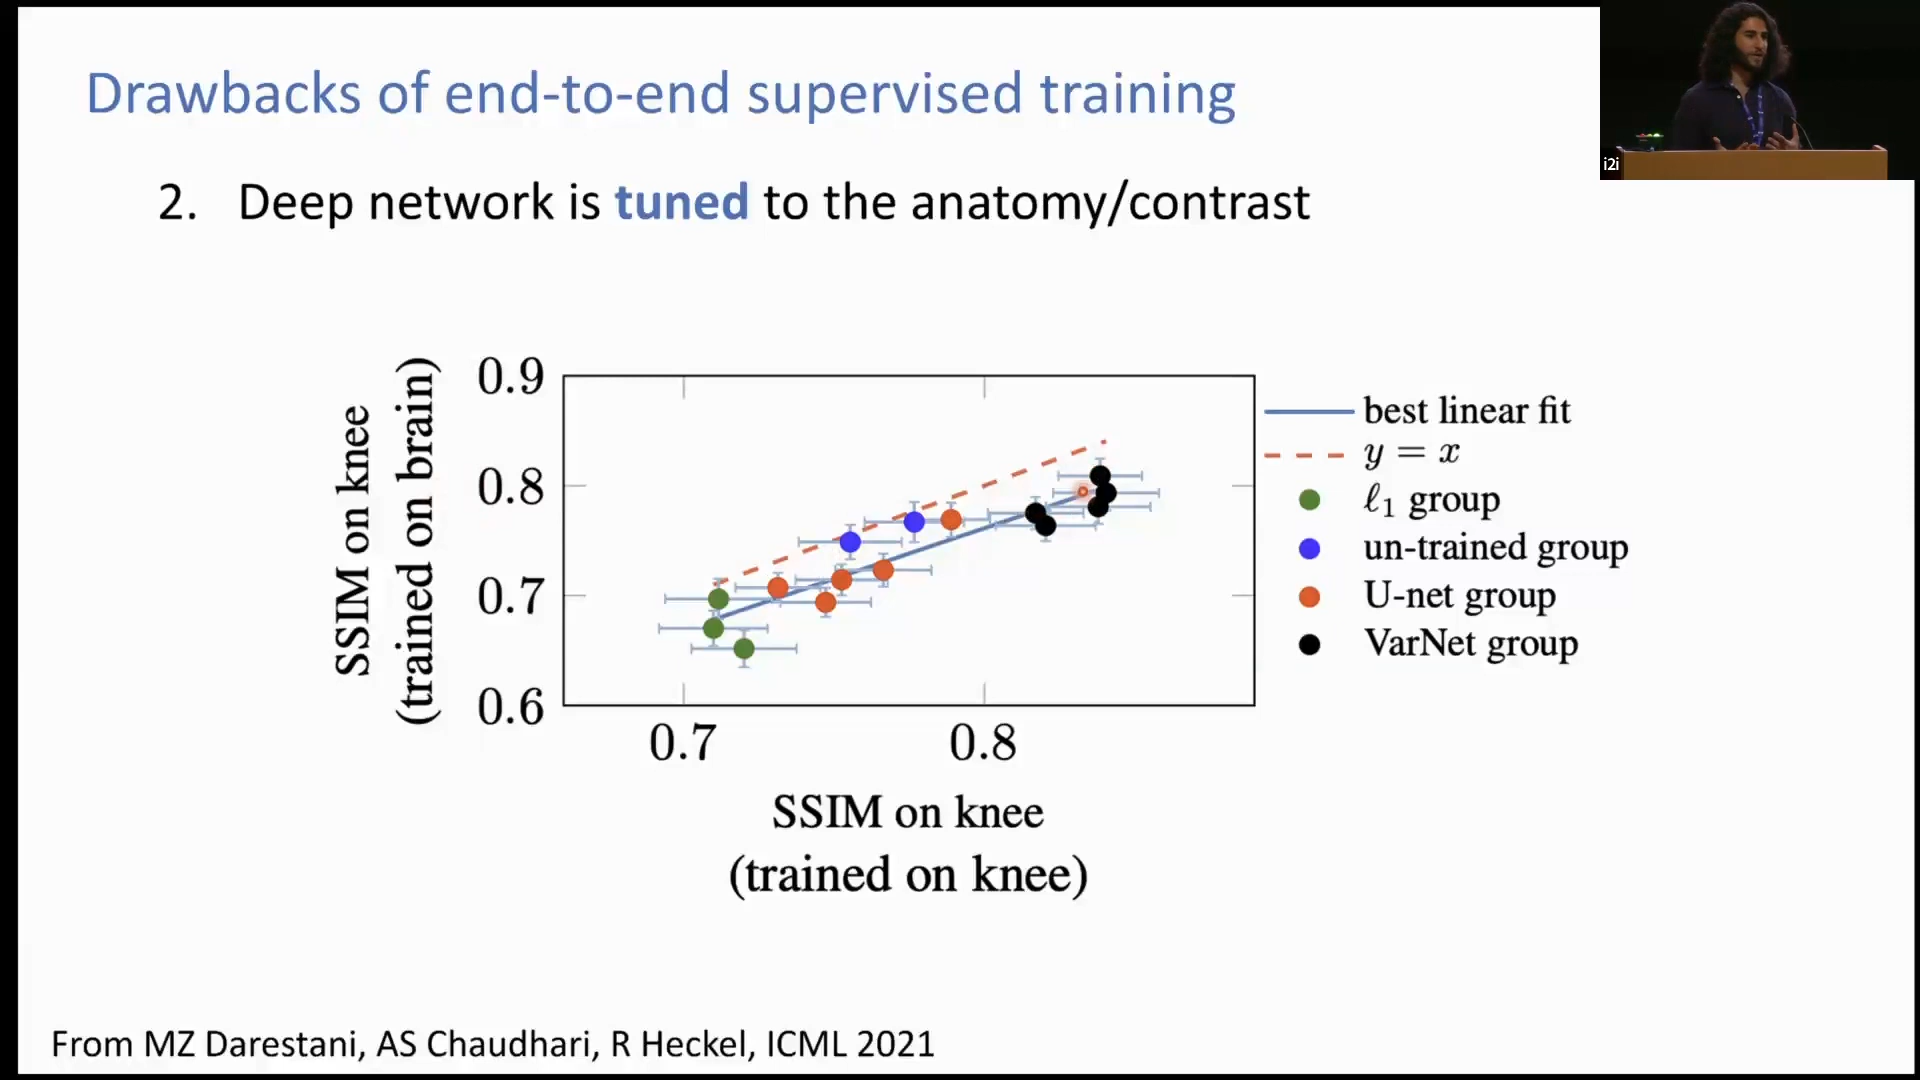 Drawbacks of end-to-end supervised training
i2i
2. Deep network is tuned to the anatomy/contrast
SSIM on knee
(trained on brain)
0.9
0.8
0.7
0.6
0.7
0.8
SSIM on knee
(trained on knee)
best linear fit
y = x
ℓ₁ group
un-trained group
U-net group
VarNet group
From MZ Darestani, AS Chaudhari, R Heckel, ICML 2021